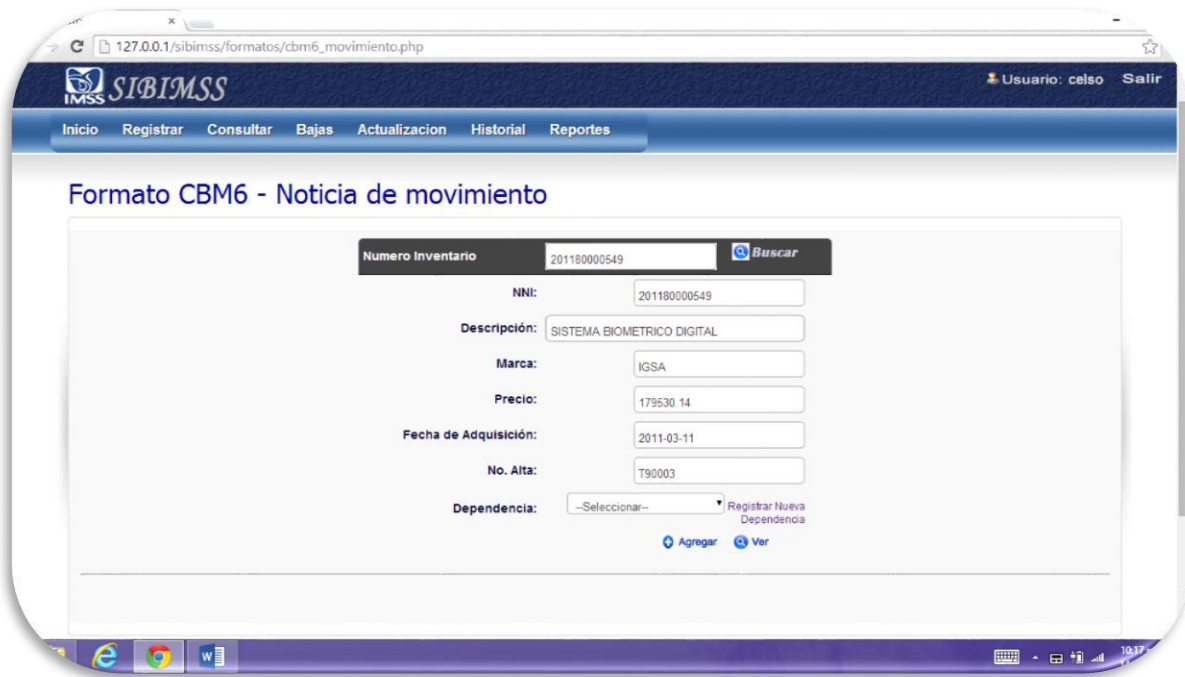 127.0.0.1/sibimss/formatos/cbm6_movimiento.php
IMSS SIBIMSS
Usuario: celso Salir
Inicio Registrar Consultar Bajas Actualizacion Historial Reportes
Formato CBM6 - Noticia de movimiento
Numero Inventario 201180000549 Buscar
NNI: 201180000549
Descripción: SISTEMA BIOMETRICO DIGITAL
Marca: IGSA
Precio: 179530.14
Fecha de Adquisición: 2011-03-11
No. Alta: T90003
Dependencia: --Seleccionar-- Registrar Nueva
Dependencia
Agregar Ver
10:17